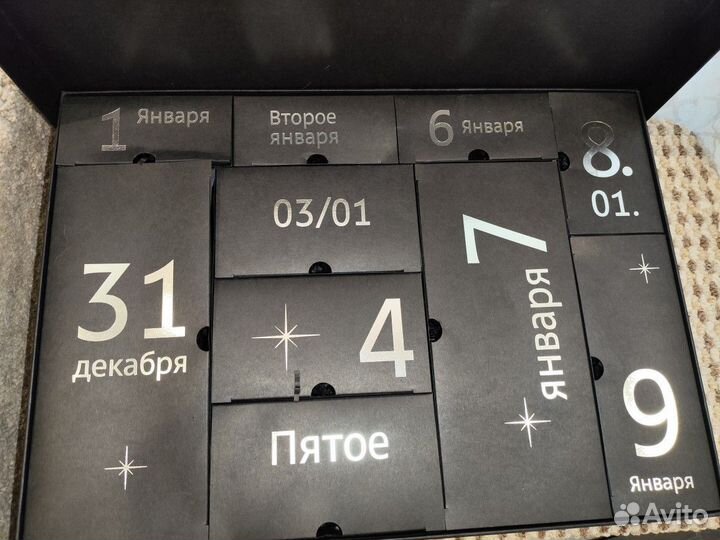 1 Января
Второе
января
6 Января
8.
01.
03/01
31
декабря
4
7
января
Пятое
9
Января
Avito